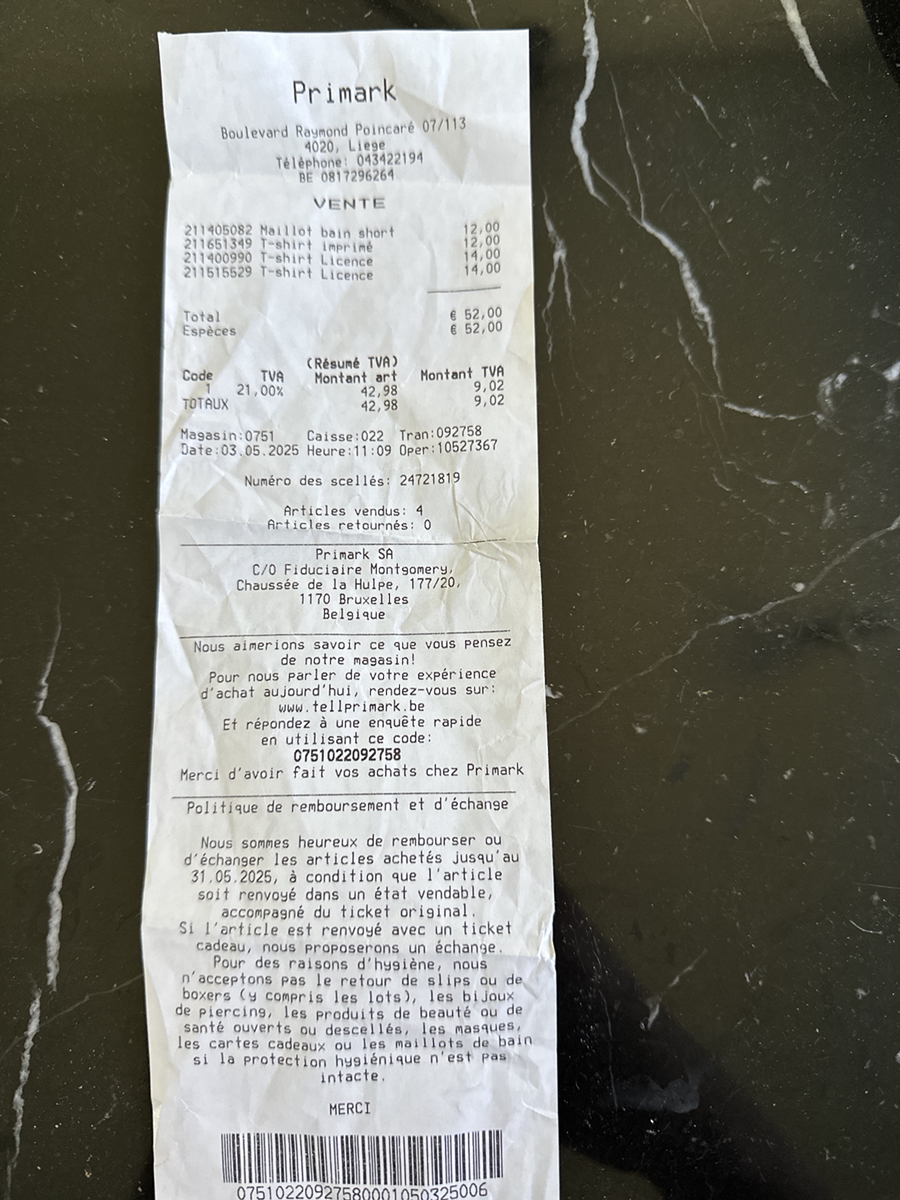 Primark
Boulevard Raymond Poincaré 07/113
4020, Liege
Téléphone: 043422194
BE 0817296264
VENTE
211405082 Maillot bain short 12,00
211651349 T-shirt imprimé 12,00
211400990 T-shirt Licence 14,00
211515529 T-shirt Licence 14,00
Total € 52,00
Espèces € 52,00
(Résumé TVA)
Code TVA Montant art Montant TVA
1 21,00% 42,98 9,02
TOTAUX 42,98 9,02
Magasin:0751 Caisse:022 Tran:092758
Date:03.05.2025 Heure:11:09 Oper:10527367
Numéro des scellés: 24721819
Articles vendus: 4
Articles retournés: 0
Primark SA
C/O Fiduciaire Montgomery,
Chaussée de la Hulpe, 177/20,
1170 Bruxelles
Belgique
Nous aimerions savoir ce que vous pensez
de notre magasin!
Pour nous parler de votre expérience
d'achat aujourd'hui, rendez-vous sur:
www.tellprimark.be
Et répondez à une enquête rapide
en utilisant ce code:
0751022092758
Merci d'avoir fait vos achats chez Primark
Politique de remboursement et d'échange
Nous sommes heureux de rembourser ou
d'échanger les articles achetés jusqu'au
31.05.2025, à condition que l'article
soit renvoyé dans un état vendable,
accompagné du ticket original.
Si l'article est renvoyé avec un ticket
cadeau, nous proposerons un échange.
Pour des raisons d'hygiène, nous
n'acceptons pas le retour de slips ou de
boxers (y compris les lots), les bijoux
de piercing, les produits de beauté ou de
santé ouverts ou descellés, les masques,
les cartes cadeaux ou les maillots de bain
si la protection hygiénique n'est pas
intacte.
MERCI
07510220927580001050325006